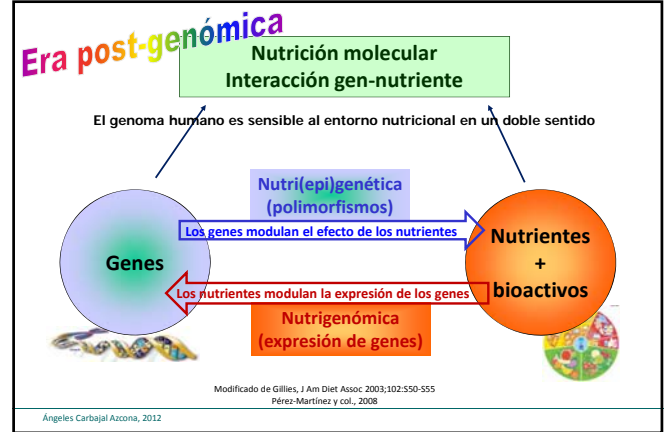 Era post-genómica
Nutrición molecular
Interacción gen-nutriente
El genoma humano es sensible al entorno nutricional en un doble sentido
Nutri(epi)genética
(polimorfismos)
Los genes modulan el efecto de los nutrientes
Genes
Nutrientes
+
bioactivos
Los nutrientes modulan la expresión de los genes
Nutrigenómica
(expresión de genes)
Modificado de Gillies, J Am Diet Assoc 2003;102:S50-S55
Pérez-Martínez y col., 2008
Ángeles Carbajal Azcona, 2012